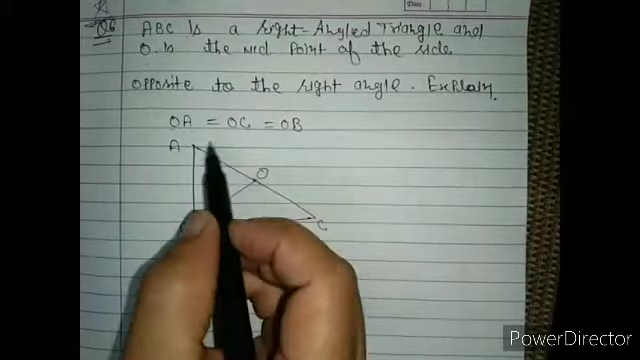 Date
Q6 ABC is a right-Angled Triangle and
O is the mid point of the side
opposite to the right angle. Explain
OA = OC = OB
A
O
C
PowerDirector